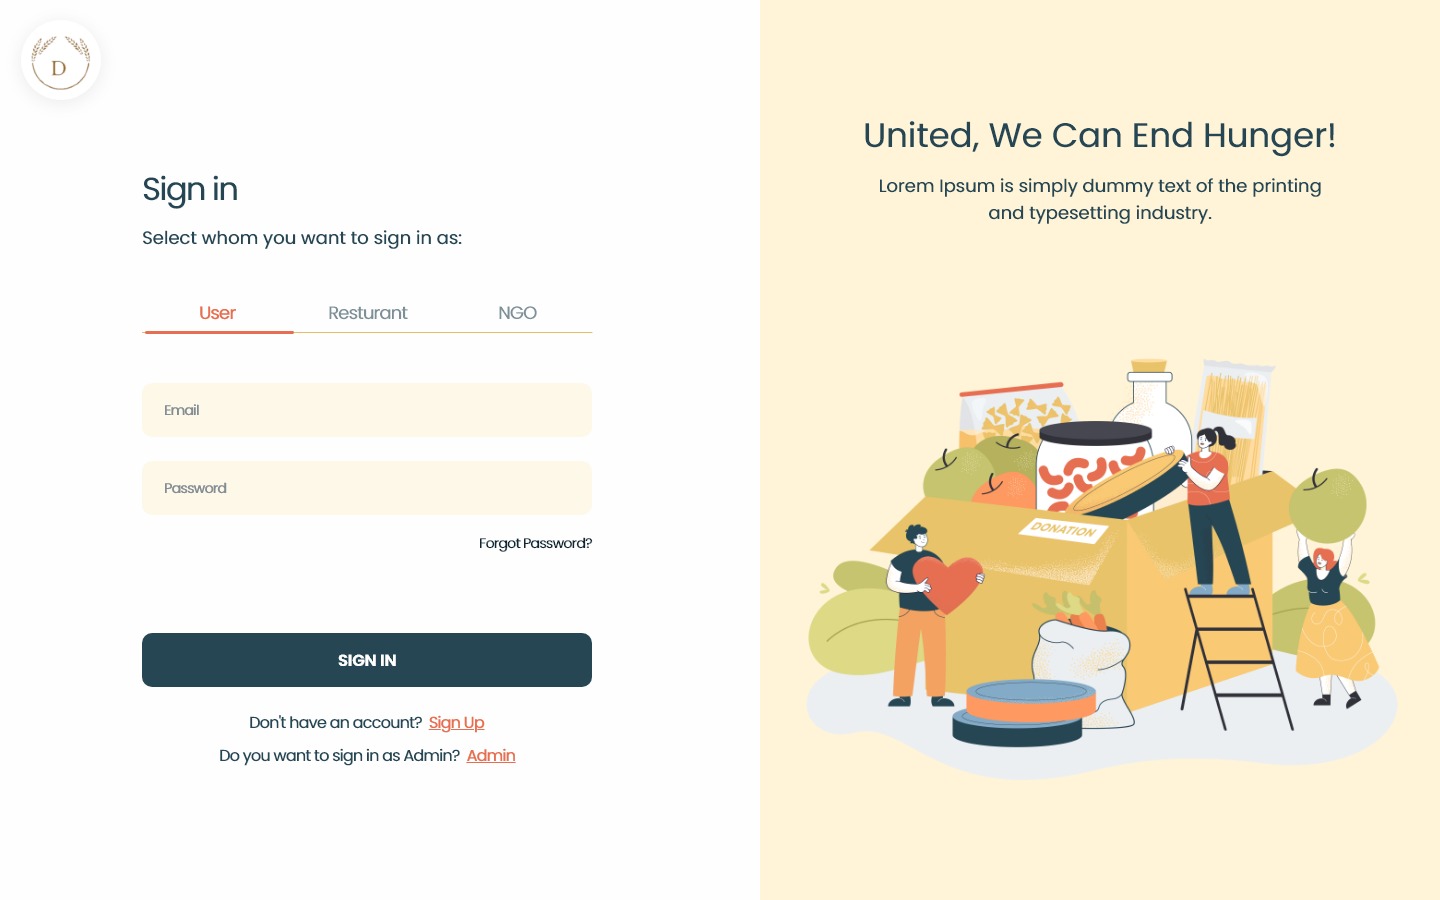 D
Sign in
Select whom you want to sign in as:
User Resturant NGO
Email
Password
Forgot Password?
SIGN IN
Don't have an account? Sign Up
Do you want to sign in as Admin? Admin
United, We Can End Hunger!
Lorem Ipsum is simply dummy text of the printing
and typesetting industry.
DONATION